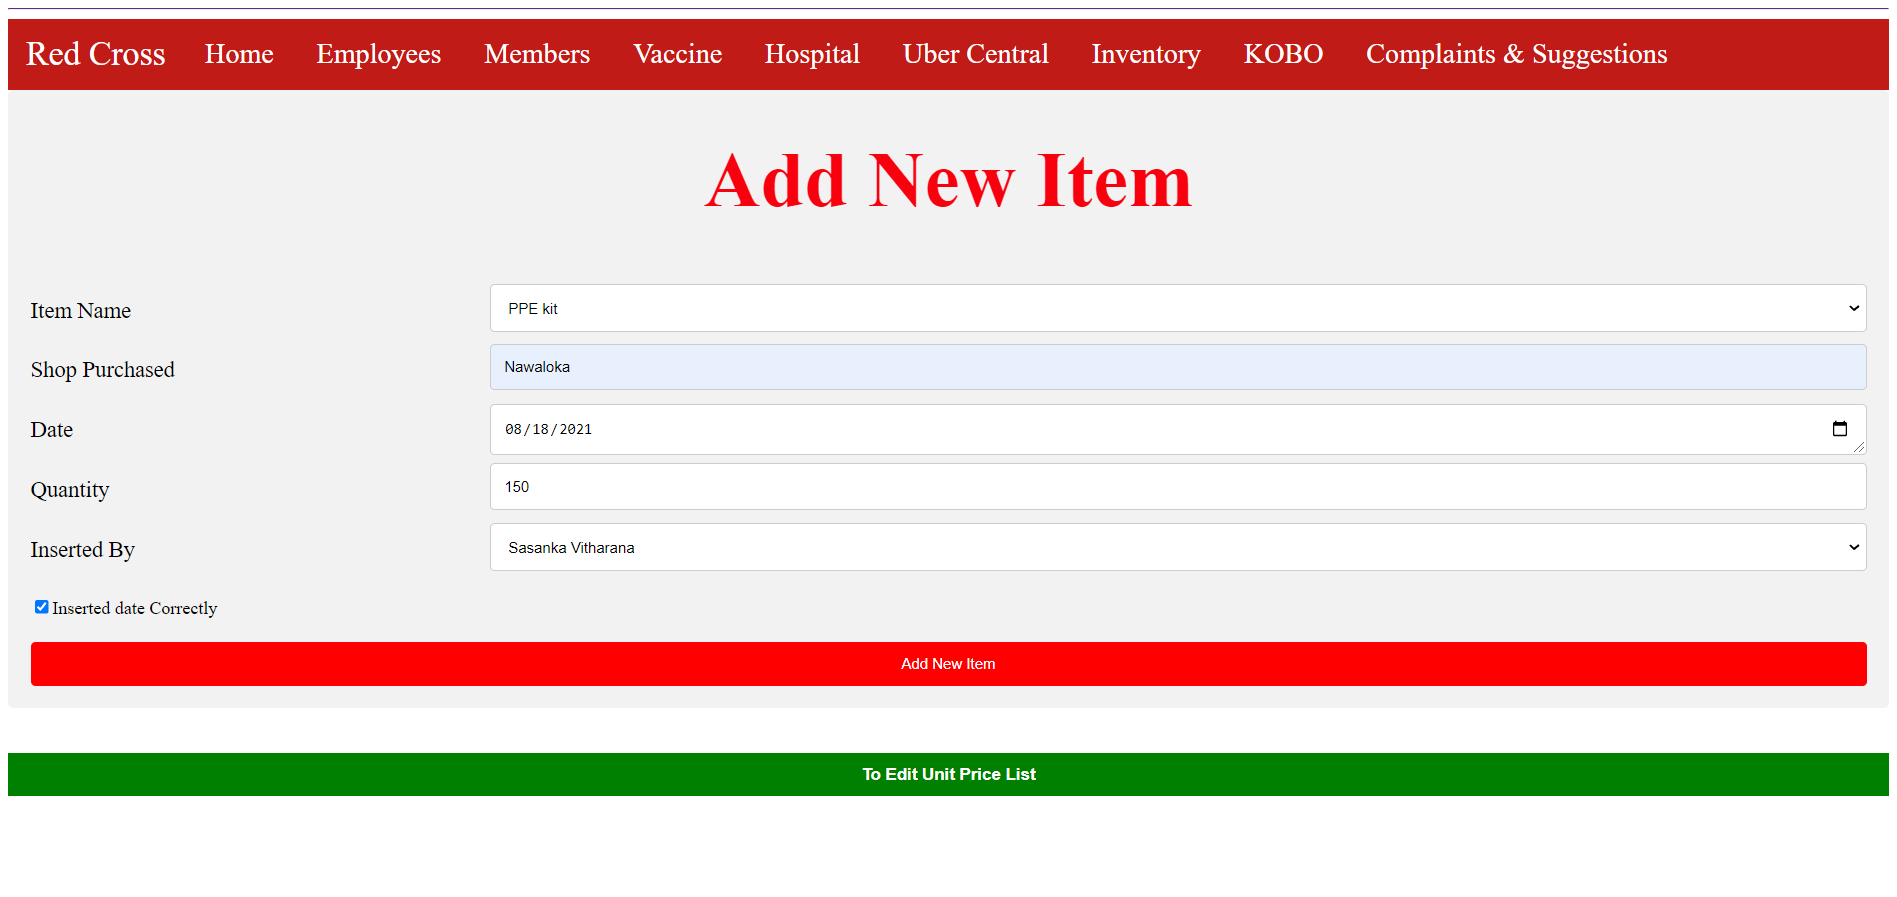 Red Cross Home Employees Members Vaccine Hospital Uber Central Inventory KOBO Complaints & Suggestions
Add New Item
Item Name PPE kit
Shop Purchased Nawaloka
Date 08/18/2021
Quantity 150
Inserted By Sasanka Vitharana
Inserted date Correctly
Add New Item
To Edit Unit Price List